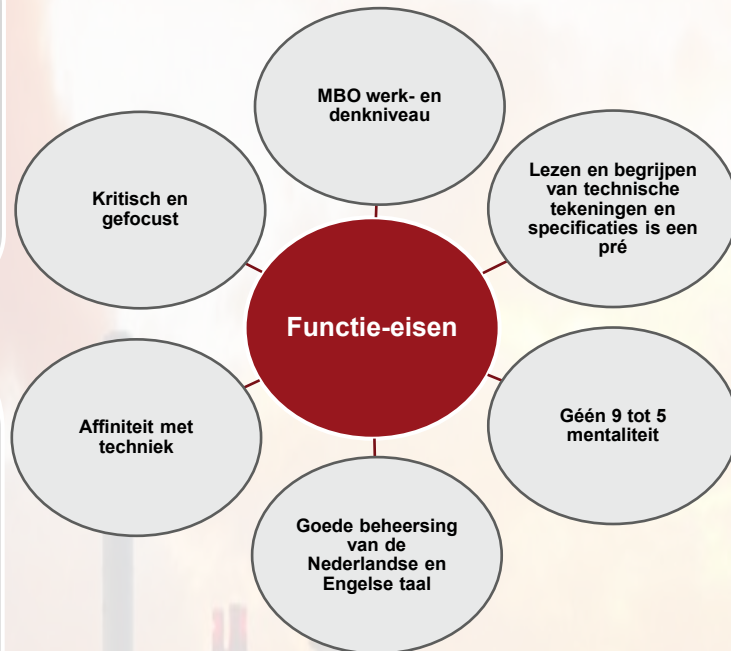 MBO werk- en
denkniveau
Lezen en begrijpen
van technische
tekeningen en
specificaties is een
pré
Géén 9 tot 5
mentaliteit
Goede beheersing
van de
Nederlandse en
Engelse taal
Affiniteit met
techniek
Kritisch en
gefocust
Functie-eisen